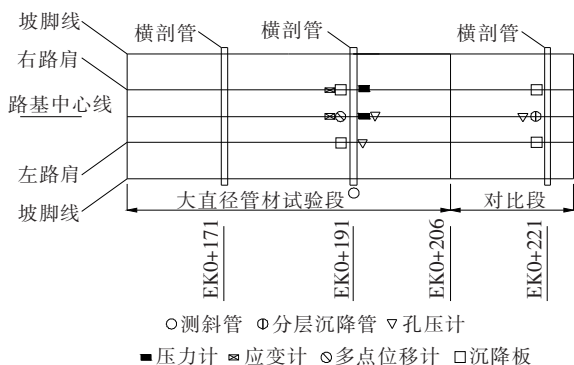 坡脚线
横剖管
横剖管
横剖管
右路肩
路基中心线
左路肩
坡脚线
大直径管材试验段
对比段
EK0+171
EK0+191
EK0+206
EK0+221
测斜管 分层沉降管 孔压计
压力计 应变计 多点位移计 沉降板